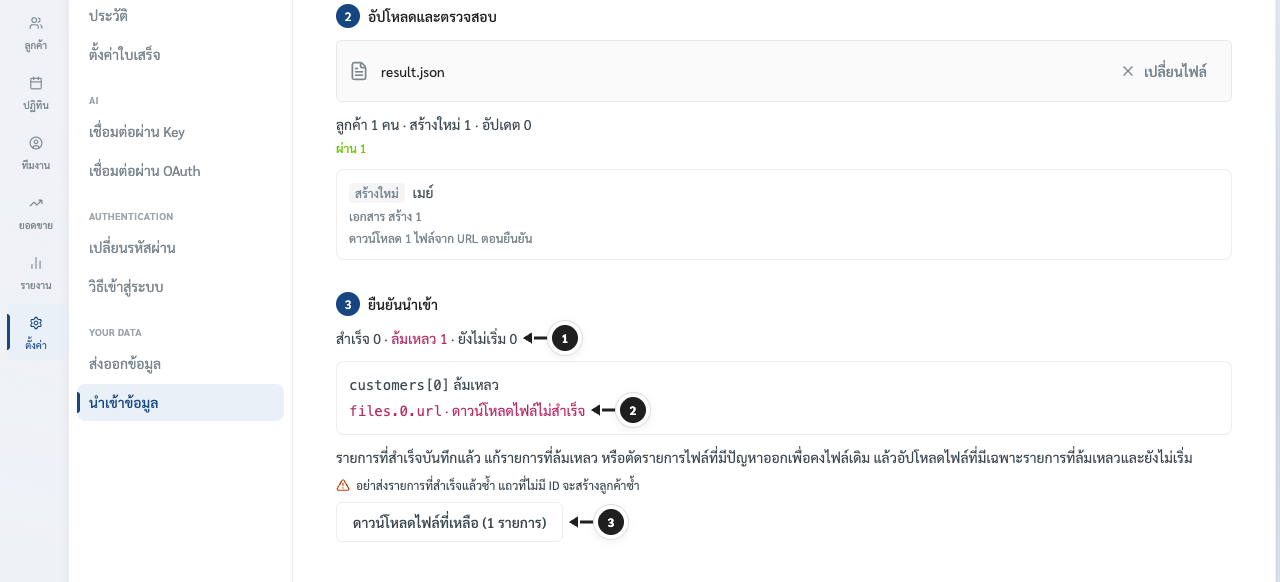 ลูกค้า
ปฏิทิน
ทีมงาน
ยอดขาย
รายงาน
ตั้งค่า
ประวัติ
ตั้งค่าใบเสร็จ
AI
เชื่อมต่อผ่าน Key
เชื่อมต่อผ่าน OAuth
AUTHENTICATION
เปลี่ยนรหัสผ่าน
วิธีเข้าสู่ระบบ
YOUR DATA
ส่งออกข้อมูล
นำเข้าข้อมูล
2 อัปโหลดและตรวจสอบ
result.json
เปลี่ยนไฟล์
ลูกค้า 1 คน · สร้างใหม่ 1 · อัปเดต 0
ผ่าน 1
สร้างใหม่ เมย์
เอกสาร สร้าง 1
ดาวน์โหลด 1 ไฟล์จาก URL ตอนยืนยัน
3 ยืนยันนำเข้า
สำเร็จ 0 · ล้มเหลว 1 · ยังไม่เริ่ม 0 1
customers[0] ล้มเหลว
files.0.url · ดาวน์โหลดไฟล์ไม่สำเร็จ 2
รายการที่สำเร็จบันทึกแล้ว แก้รายการที่ล้มเหลว หรือตัดรายการไฟล์ที่มีปัญหาออกเพื่อคงไฟล์เดิม แล้วอัปโหลดไฟล์ที่มีเฉพาะรายการที่ล้มเหลวและยังไม่เริ่ม
อย่าส่งรายการที่สำเร็จแล้วซ้ำ แถวที่ไม่มี ID จะสร้างลูกค้าซ้ำ
ดาวน์โหลดไฟล์ที่เหลือ (1 รายการ) 3